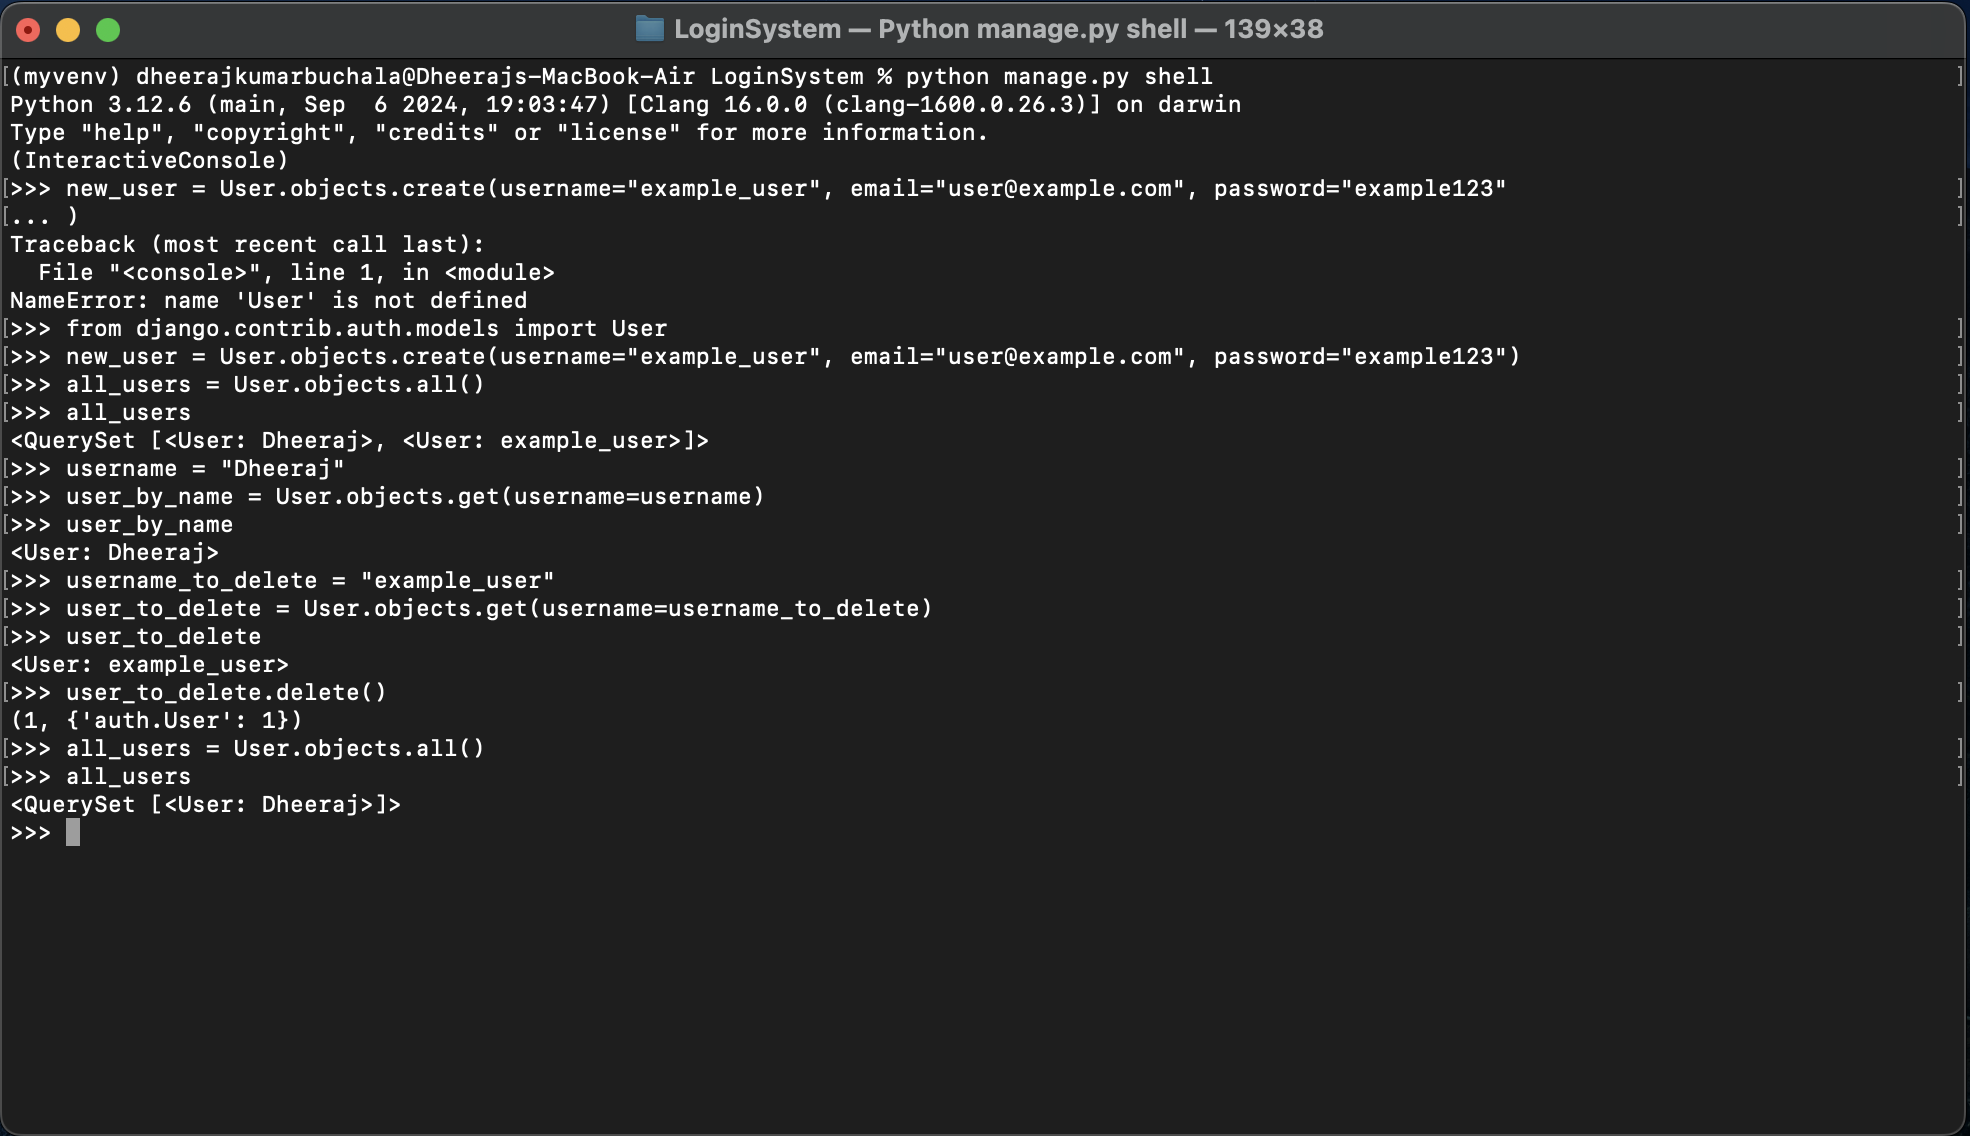 LoginSystem — Python manage.py shell — 139×38
(myvenv) dheerajkumarbuchala@Dheerajs-MacBook-Air LoginSystem % python manage.py shell
Python 3.12.6 (main, Sep  6 2024, 19:03:47) [Clang 16.0.0 (clang-1600.0.26.3)] on darwin
Type "help", "copyright", "credits" or "license" for more information.
(InteractiveConsole)
>>> new_user = User.objects.create(username="example_user", email="user@example.com", password="example123"
... )
Traceback (most recent call last):
  File "<console>", line 1, in <module>
NameError: name 'User' is not defined
>>> from django.contrib.auth.models import User
>>> new_user = User.objects.create(username="example_user", email="user@example.com", password="example123")
>>> all_users = User.objects.all()
>>> all_users
<QuerySet [<User: Dheeraj>, <User: example_user>]>
>>> username = "Dheeraj"
>>> user_by_name = User.objects.get(username=username)
>>> user_by_name
<User: Dheeraj>
>>> username_to_delete = "example_user"
>>> user_to_delete = User.objects.get(username=username_to_delete)
>>> user_to_delete
<User: example_user>
>>> user_to_delete.delete()
(1, {'auth.User': 1})
>>> all_users = User.objects.all()
>>> all_users
<QuerySet [<User: Dheeraj>]>
>>>